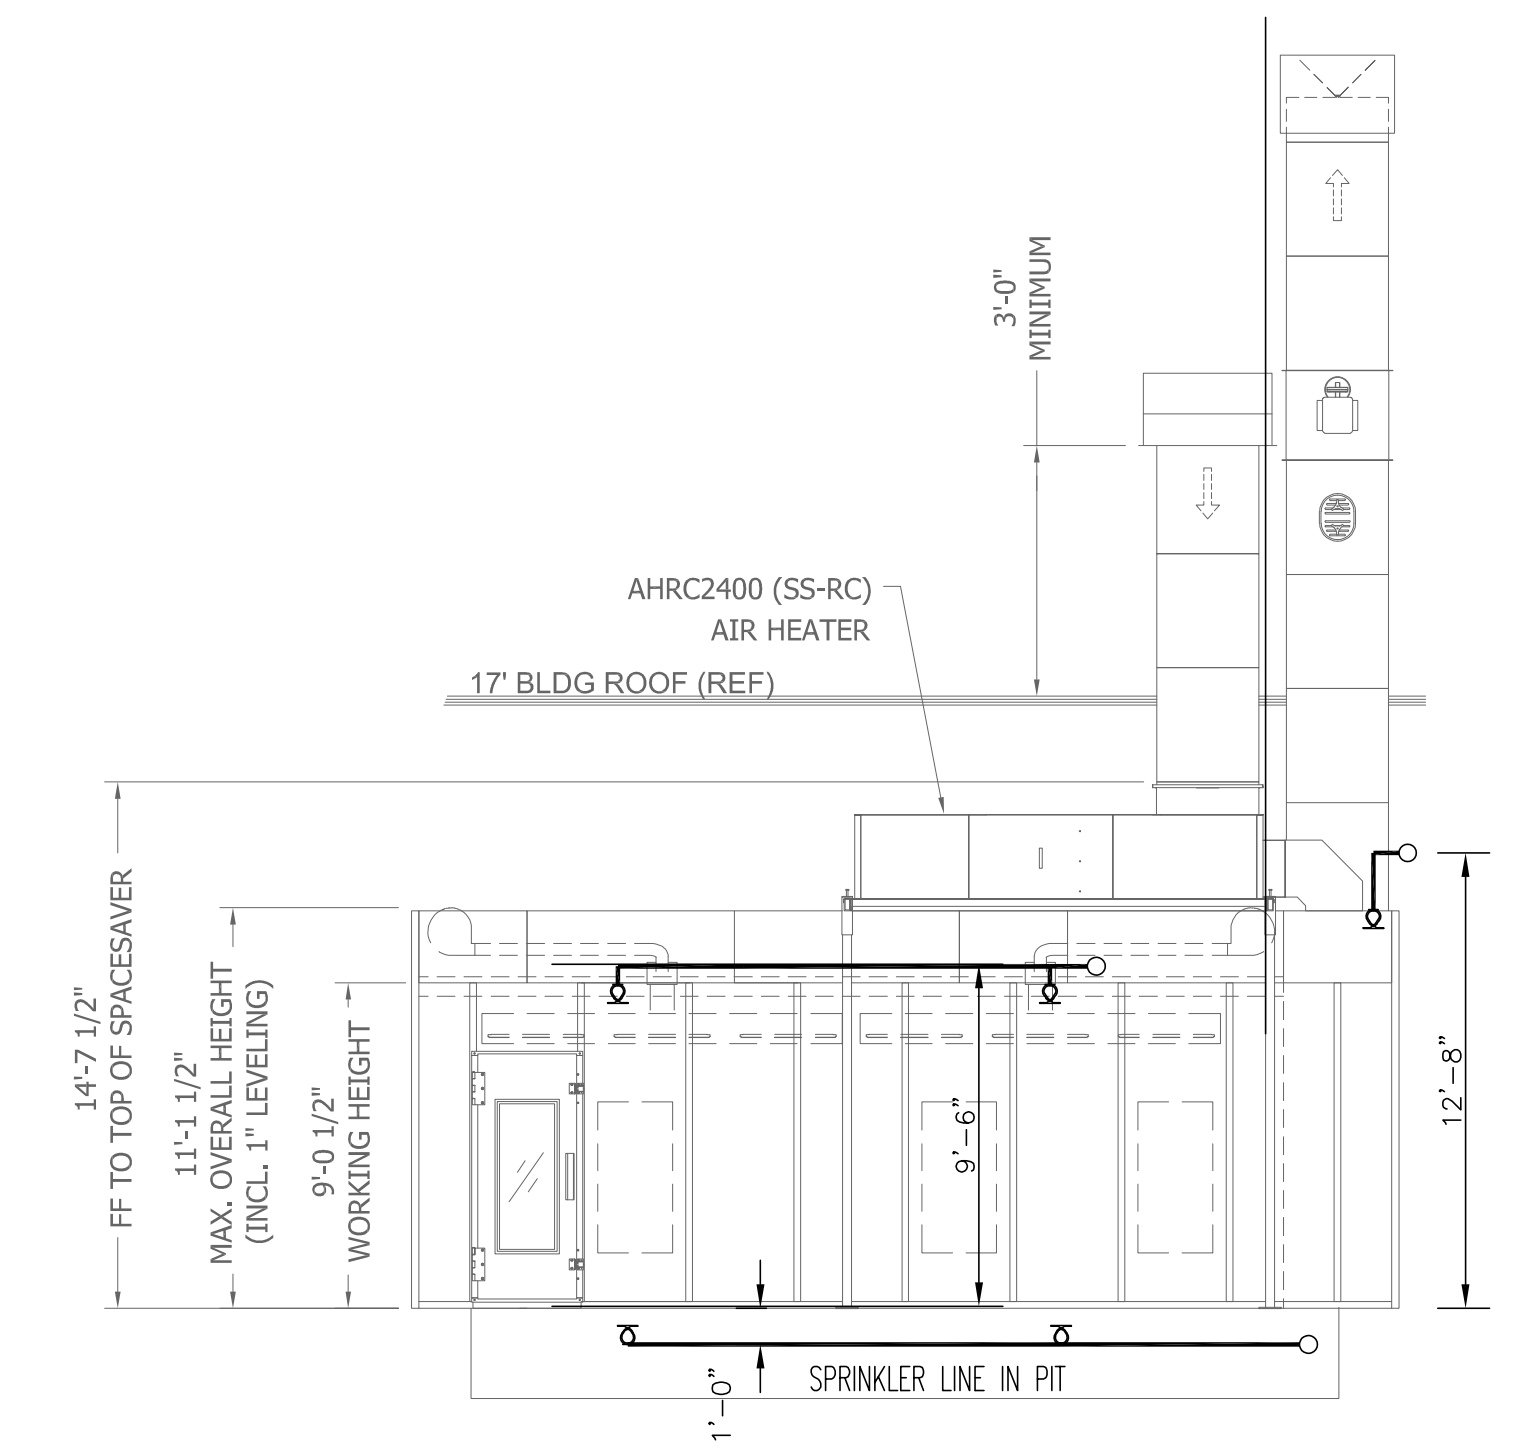 3'-0"
MINIMUM
AHRC2400 (SS-RC)
AIR HEATER
17' BLDG ROOF (REF)
14'-7 1/2"
FF TO TOP OF SPACESAVER
11'-1 1/2"
MAX. OVERALL HEIGHT
(INCL. 1" LEVELING)
9'-0 1/2"
WORKING HEIGHT
9'-6"
12'-8"
1'-0"
SPRINKLER LINE IN PIT